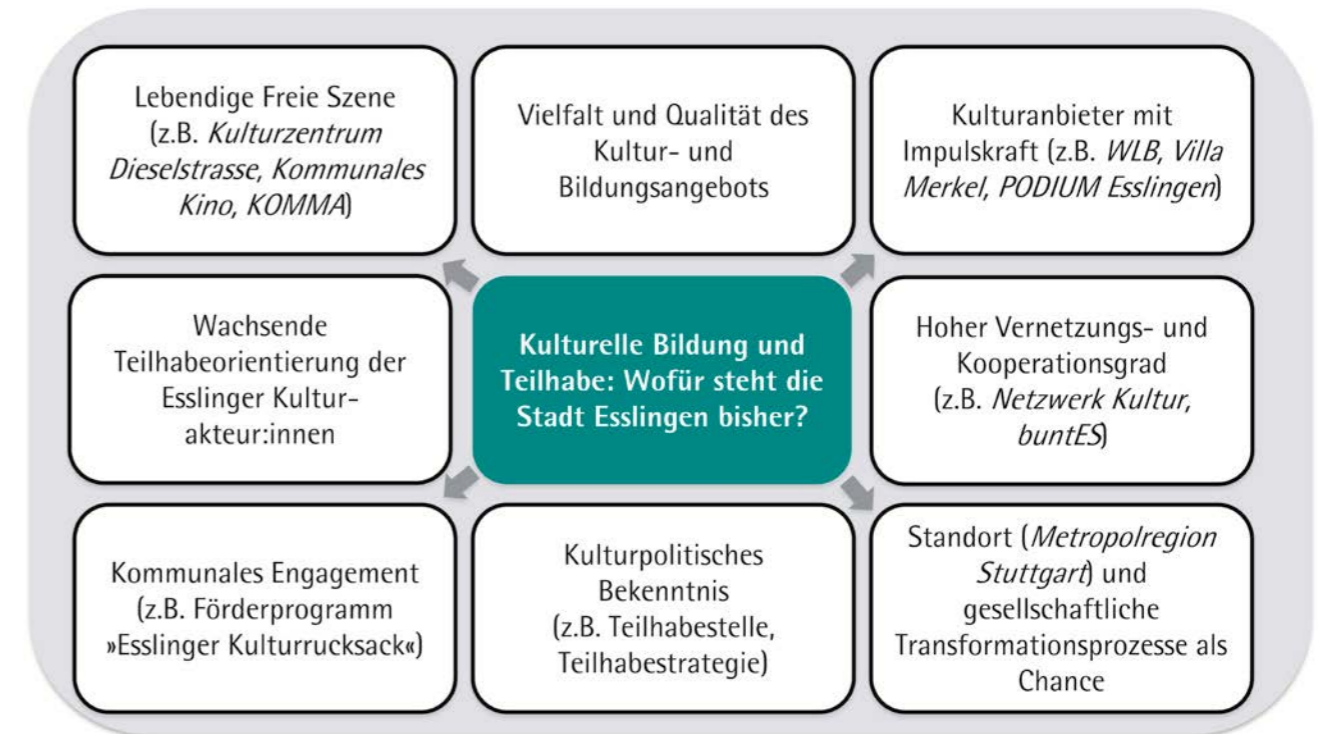 Lebendige Freie Szene
(z.B. Kulturzentrum
Dieselstrasse, Kommunales
Kino, KOMMA)
Vielfalt und Qualität des
Kultur- und
Bildungsangebots
Kulturanbieter mit
Impulskraft (z.B. WLB, Villa
Merkel, PODIUM Esslingen)
Wachsende
Teilhabeorientierung der
Esslinger Kultur-
akteur:innen
Kulturelle Bildung und
Teilhabe: Wofür steht die
Stadt Esslingen bisher?
Hoher Vernetzungs- und
Kooperationsgrad
(z.B. Netzwerk Kultur,
buntES)
Kommunales Engagement
(z.B. Förderprogramm
»Esslinger Kulturrucksack«)
Kulturpolitisches
Bekenntnis
(z.B. Teilhabestelle,
Teilhabestrategie)
Standort (Metropolregion
Stuttgart) und
gesellschaftliche
Transformationsprozesse als
Chance